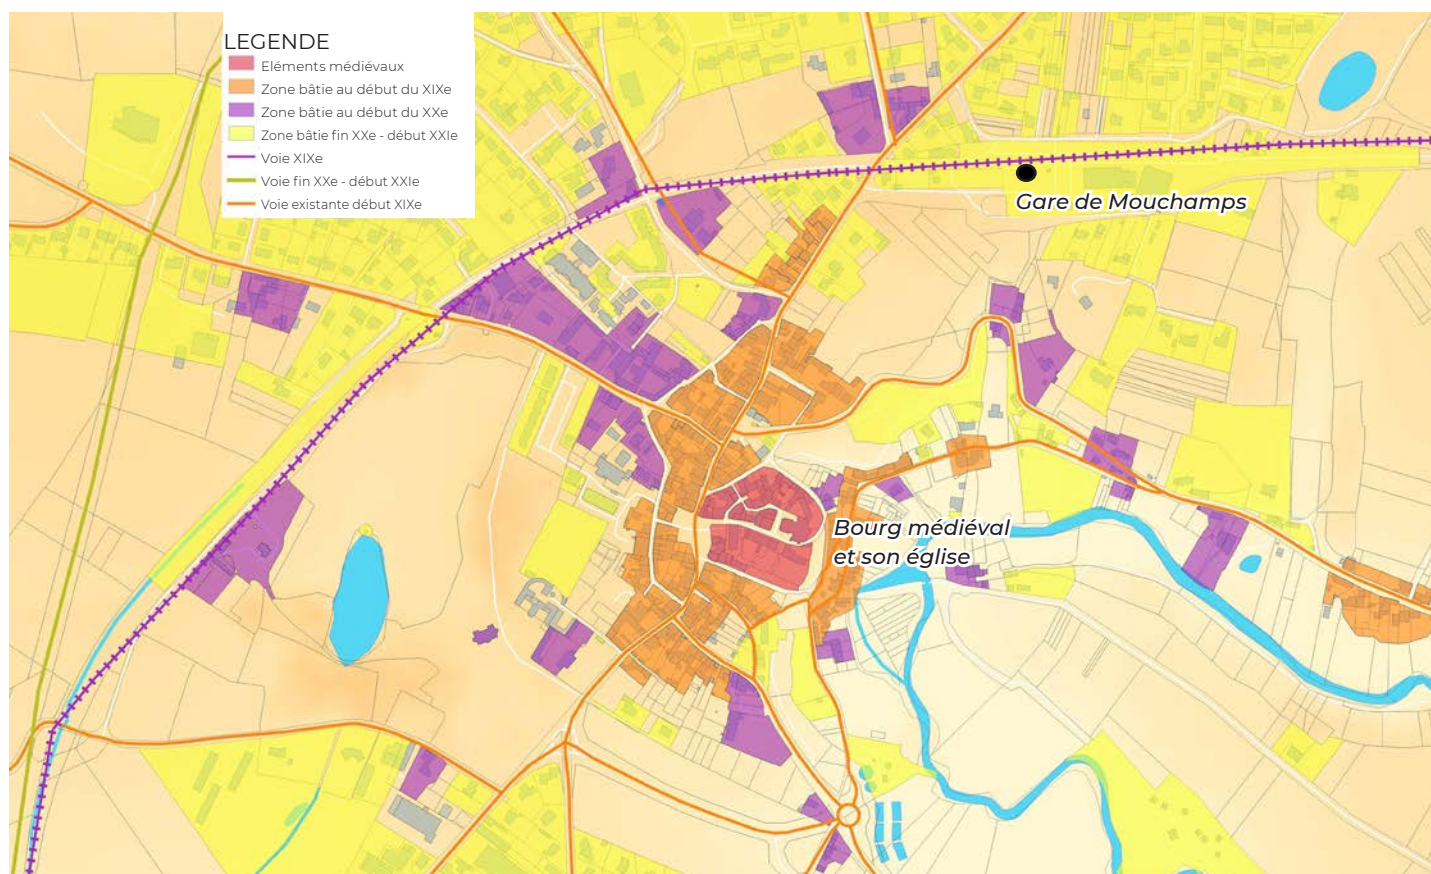 LEGENDE
Eléments médiévaux
Zone bâtie au début du XIXe
Zone bâtie au début du XXe
Zone bâtie fin XXe - début XXIe
Voie XIXe
Voie fin XXe - début XXIe
Voie existante début XIXe
Gare de Mouchamps
Bourg médiéval
et son église